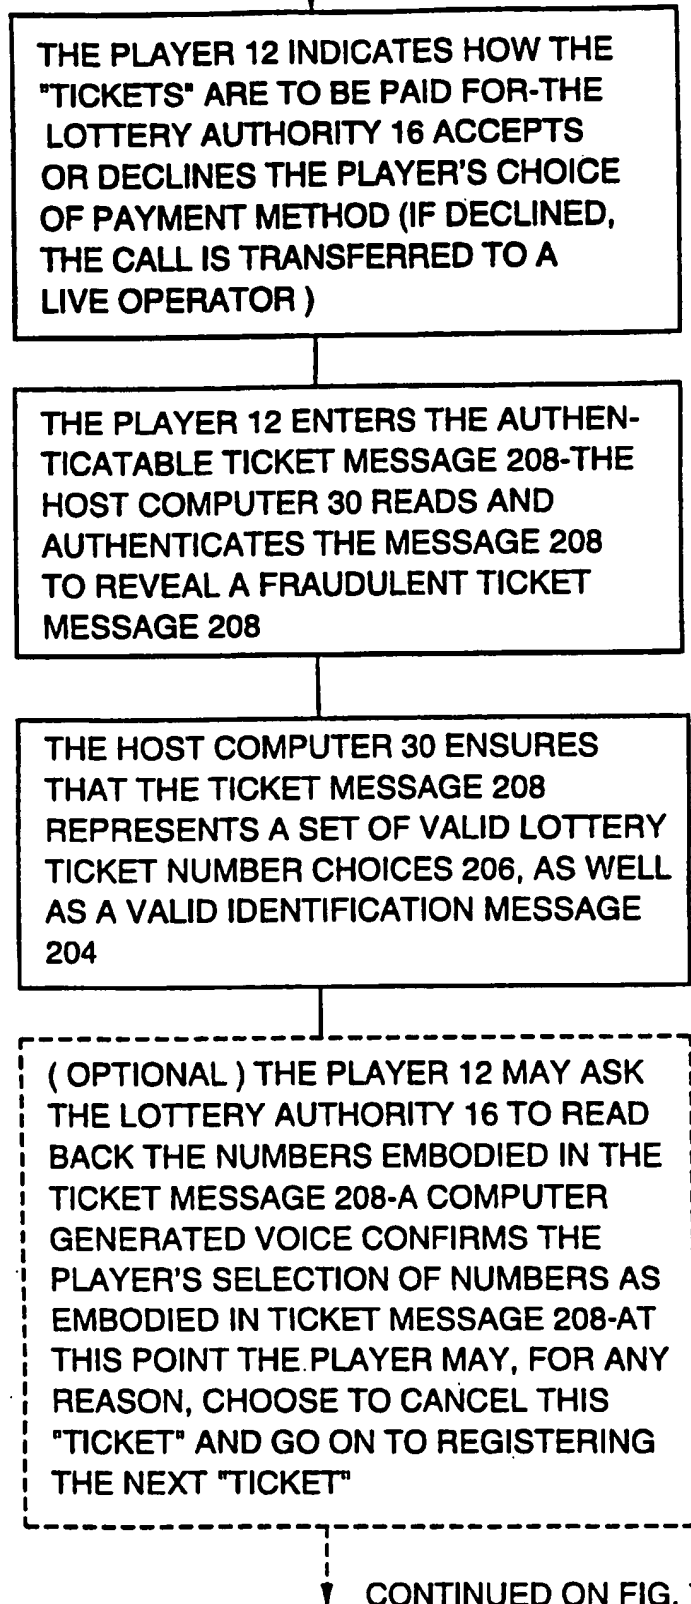 THE PLAYER 12 INDICATES HOW THE
"TICKETS" ARE TO BE PAID FOR-THE
LOTTERY AUTHORITY 16 ACCEPTS
OR DECLINES THE PLAYER'S CHOICE
OF PAYMENT METHOD (IF DECLINED,
THE CALL IS TRANSFERRED TO A
LIVE OPERATOR )
THE PLAYER 12 ENTERS THE AUTHEN-
TICATABLE TICKET MESSAGE 208-THE
HOST COMPUTER 30 READS AND
AUTHENTICATES THE MESSAGE 208
TO REVEAL A FRAUDULENT TICKET
MESSAGE 208
THE HOST COMPUTER 30 ENSURES
THAT THE TICKET MESSAGE 208
REPRESENTS A SET OF VALID LOTTERY
TICKET NUMBER CHOICES 206, AS WELL
AS A VALID IDENTIFICATION MESSAGE
204
( OPTIONAL ) THE PLAYER 12 MAY ASK
THE LOTTERY AUTHORITY 16 TO READ
BACK THE NUMBERS EMBODIED IN THE
TICKET MESSAGE 208-A COMPUTER
GENERATED VOICE CONFIRMS THE
PLAYER'S SELECTION OF NUMBERS AS
EMBODIED IN TICKET MESSAGE 208-AT
THIS POINT THE PLAYER MAY, FOR ANY
REASON, CHOOSE TO CANCEL THIS
"TICKET" AND GO ON TO REGISTERING
THE NEXT "TICKET"
CONTINUED ON FIG.